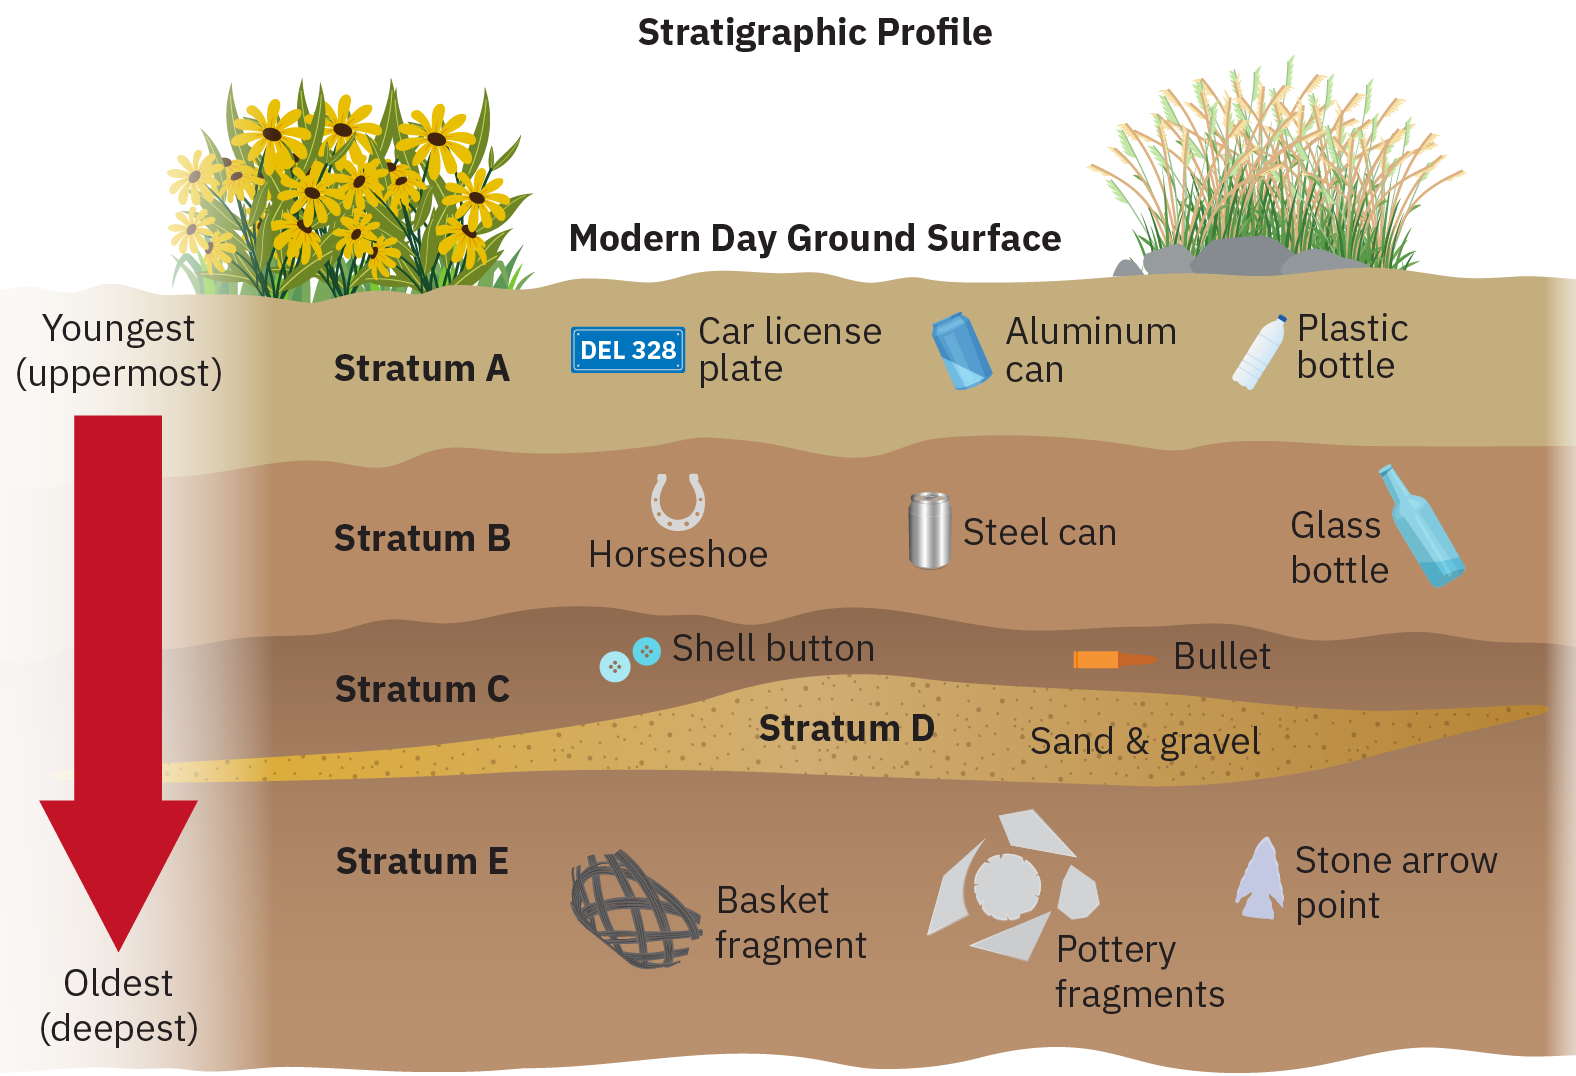 Stratigraphic Profile
Modern Day Ground Surface
Youngest
(uppermost)
Stratum A
DEL 328
Car license
plate
Aluminum
can
Plastic
bottle
Stratum B
Horseshoe
Steel can
Glass
bottle
Stratum C
Shell button
Bullet
Stratum D
Sand & gravel
Stratum E
Basket
fragment
Pottery
fragments
Stone arrow
point
Oldest
(deepest)